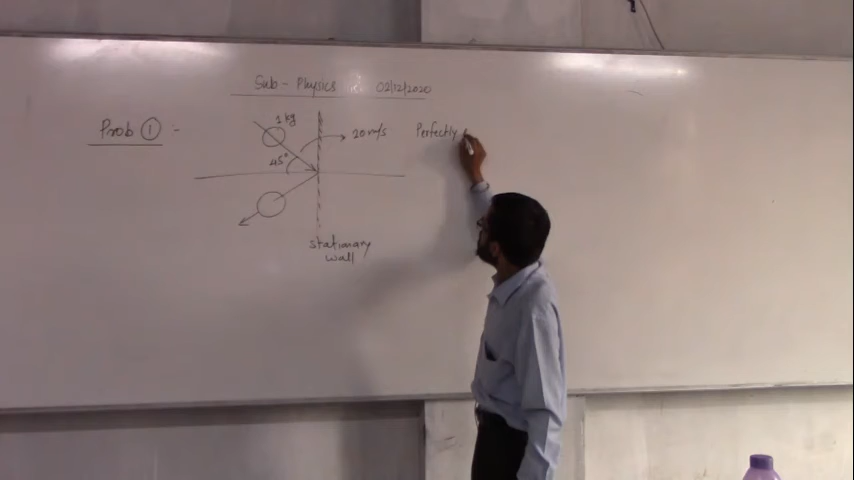 Sub - Physics 02/12/2020
Prob ① :-
1 kg
20 m/s
Perfectly
45°
stationary
wall